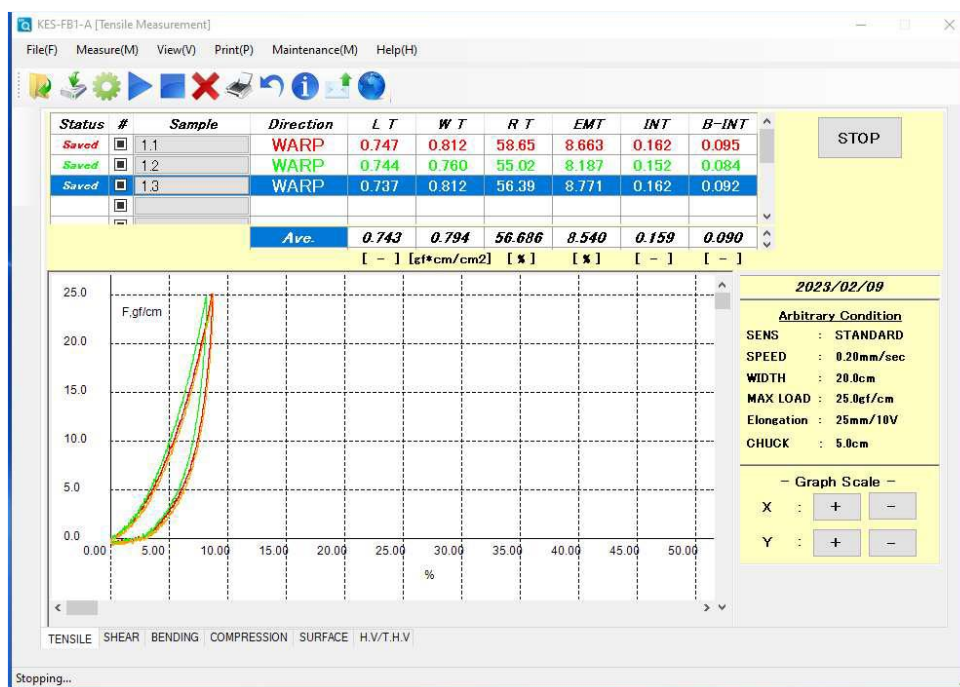 KES-FB1-A [Tensile Measurement]
File(F) Measure(M) View(V) Print(P) Maintenance(M) Help(H)
Status # Sample Direction L T W T R T EMT INT B-INT
Saved 1.1 WARP 0.747 0.812 58.65 8.663 0.162 0.095
Saved 1.2 WARP 0.744 0.760 55.02 8.187 0.152 0.084
Saved 1.3 WARP 0.737 0.812 56.39 8.771 0.162 0.092
Ave. 0.743 0.794 56.686 8.540 0.159 0.090
[ - ] [gf*cm/cm2] [ % ] [ % ] [ - ] [ - ]
STOP
25.0
F,gf/cm
20.0
15.0
10.0
5.0
0.0
0.00 5.00 10.00 15.00 20.00 25.00 30.00 35.00 40.00 45.00 50.00
%
2023/02/09
Arbitrary Condition
SENS : STANDARD
SPEED : 0.20mm/sec
WIDTH : 20.0cm
MAX LOAD : 25.0gf/cm
Elongation : 25mm/10V
CHUCK : 5.0cm
- Graph Scale -
X : + -
Y : + -
TENSILE SHEAR BENDING COMPRESSION SURFACE H.V/T.H.V
Stopping...